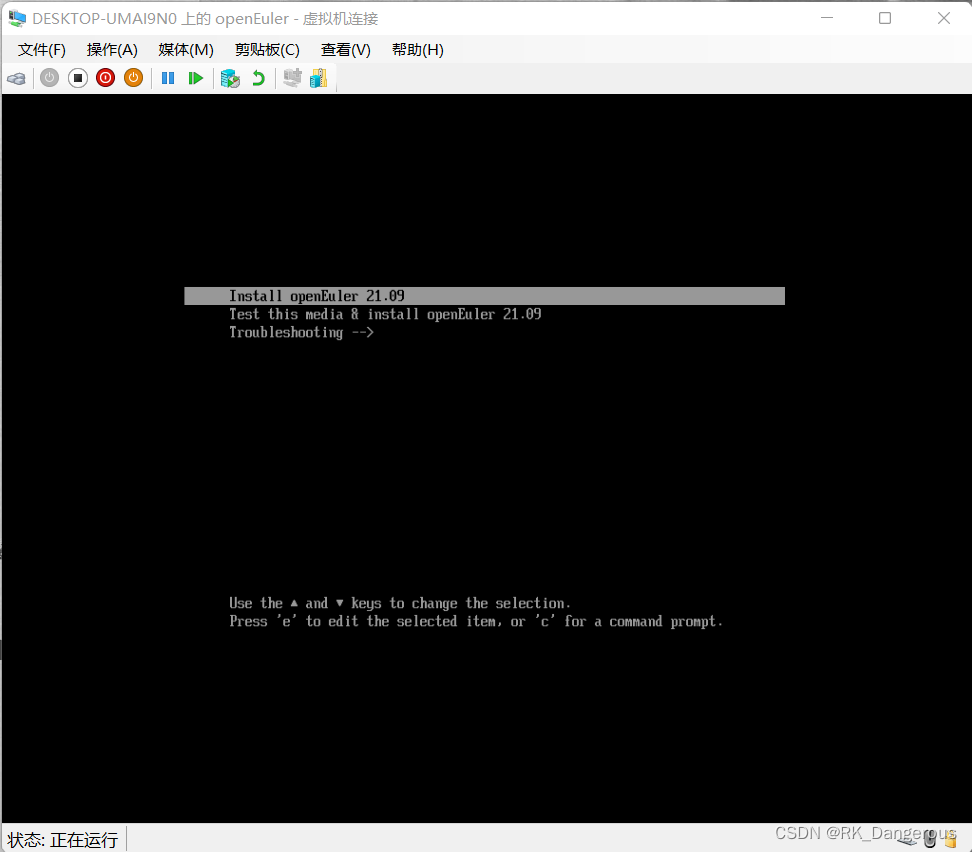 DESKTOP-UMAI9N0 上的 openEuler - 虚拟机连接
文件(F) 操作(A) 媒体(M) 剪贴板(C) 查看(V) 帮助(H)
Install openEuler 21.09
Test this media & install openEuler 21.09
Troubleshooting -->
Use the ▲ and ▼ keys to change the selection.
Press 'e' to edit the selected item, or 'c' for a command prompt.
状态: 正在运行
CSDN @RK_Dangerous